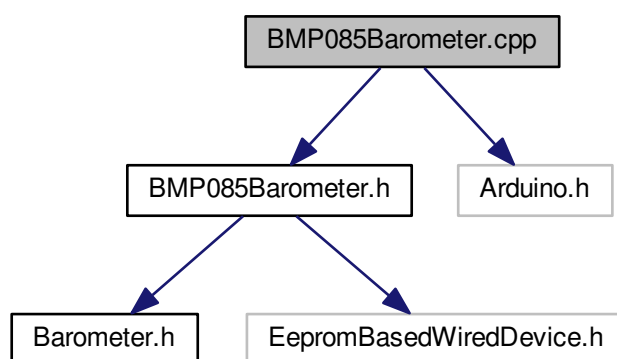 BMP085Barometer.cpp
BMP085Barometer.h
Arduino.h
Barometer.h
EepromBasedWiredDevice.h